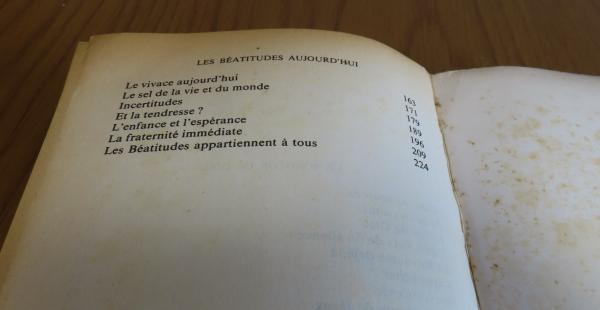 LES BÉATITUDES AUJOURD'HUI
Le vivace aujourd'hui 163
Le sel de la vie et du monde 171
Incertitudes 179
Et la tendresse ? 189
L'enfance et l'espérance 196
La fraternité immédiate 209
Les Béatitudes appartiennent à tous 224